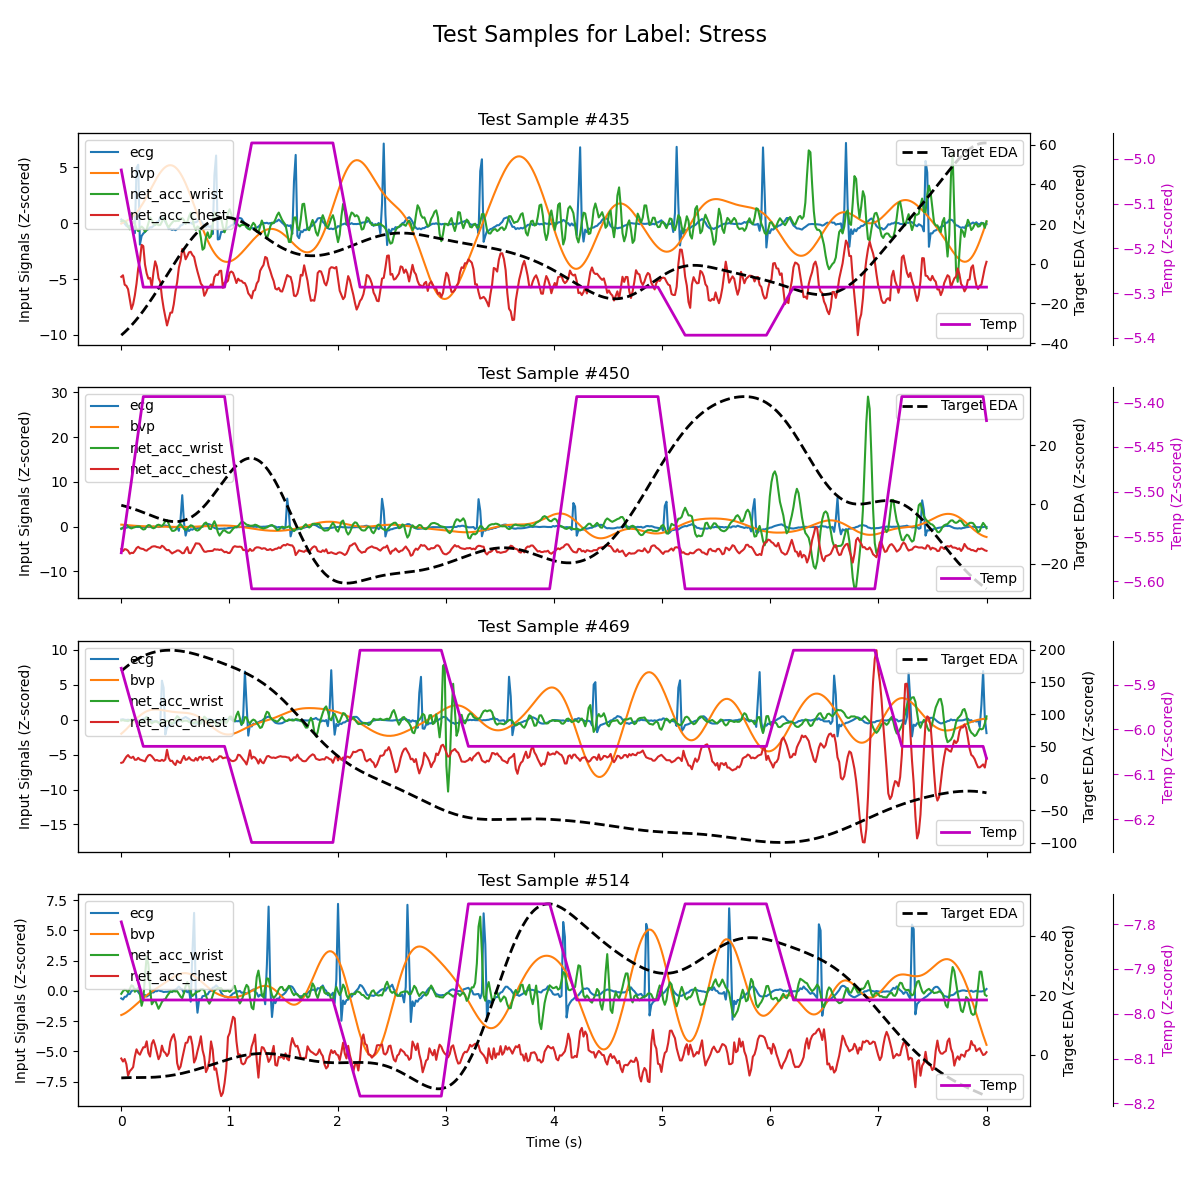 Test Samples for Label: Stress
Test Sample #435
Input Signals (Z-scored)
5
0
−5
−10
ecg
bvp
net_acc_wrist
net_acc_chest
Target EDA
Temp
60
40
20
0
−20
−40
Target EDA (Z-scored)
−5.0
−5.1
−5.2
−5.3
−5.4
Temp (Z-scored)
Test Sample #450
Input Signals (Z-scored)
30
20
10
0
−10
ecg
bvp
net_acc_wrist
net_acc_chest
Target EDA
Temp
20
0
−20
Target EDA (Z-scored)
−5.40
−5.45
−5.50
−5.55
−5.60
Temp (Z-scored)
Test Sample #469
Input Signals (Z-scored)
10
5
0
−5
−10
−15
ecg
bvp
net_acc_wrist
net_acc_chest
Target EDA
Temp
200
150
100
50
0
−50
−100
Target EDA (Z-scored)
−5.9
−6.0
−6.1
−6.2
Temp (Z-scored)
Test Sample #514
Input Signals (Z-scored)
7.5
5.0
2.5
0.0
−2.5
−5.0
−7.5
ecg
bvp
net_acc_wrist
net_acc_chest
Target EDA
Temp
40
20
0
Target EDA (Z-scored)
−7.8
−7.9
−8.0
−8.1
−8.2
Temp (Z-scored)
0 1 2 3 4 5 6 7 8
Time (s)